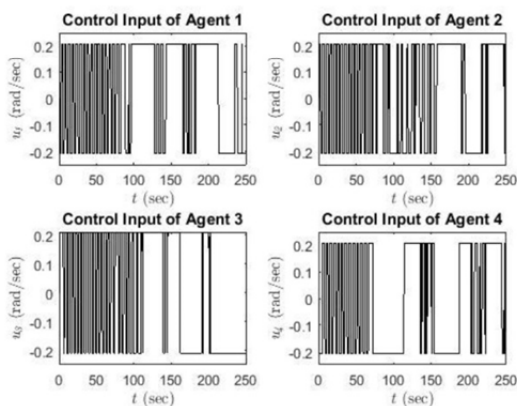 Control Input of Agent 1
0.2
0.1
0
-0.1
-0.2
u1 (rad/sec)
0 50 100 150 200 250
t (sec)
Control Input of Agent 2
0.2
0.1
0
-0.1
-0.2
u2 (rad/sec)
0 50 100 150 200 250
t (sec)
Control Input of Agent 3
0.2
0.1
0
-0.1
-0.2
u3 (rad/sec)
0 50 100 150 200 250
t (sec)
Control Input of Agent 4
0.2
0.1
0
-0.1
-0.2
u4 (rad/sec)
0 50 100 150 200 250
t (sec)